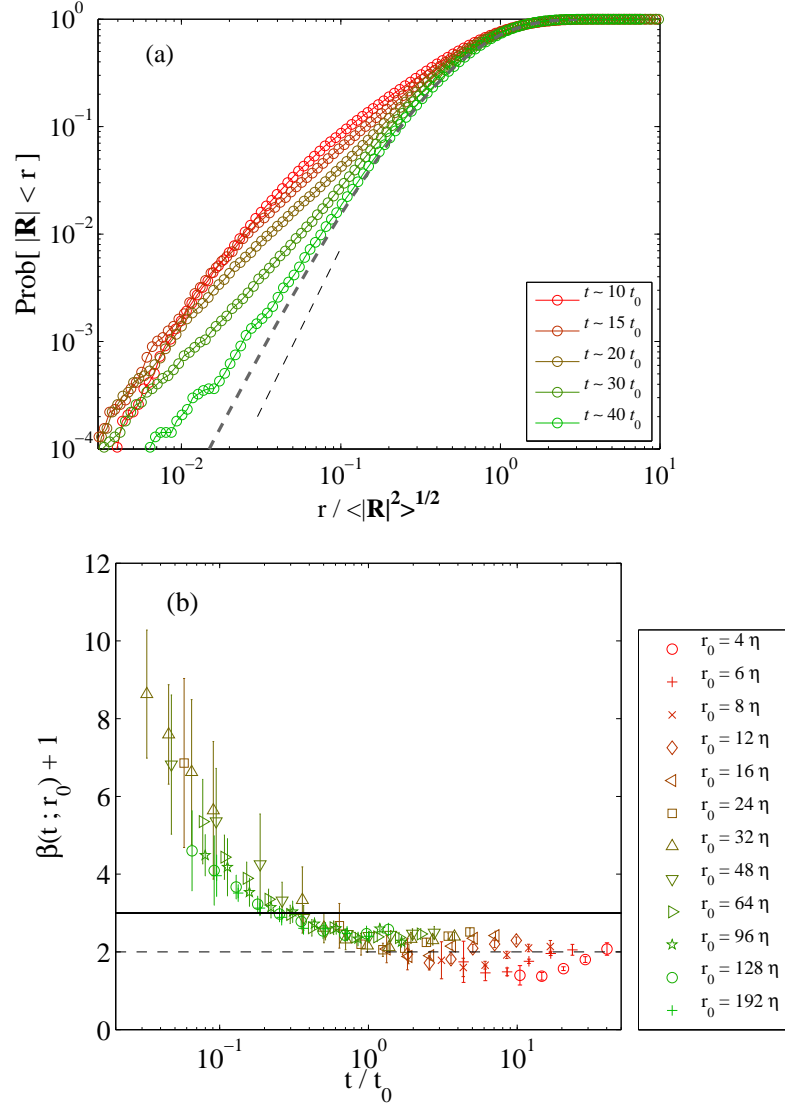 (a)
10^0
10^-1
10^-2
10^-3
10^-4
Prob[ |R| < r ]
10^-2 10^-1 10^0 10^1
r / <|R|^2>^1/2
t ~ 10 t_0
t ~ 15 t_0
t ~ 20 t_0
t ~ 30 t_0
t ~ 40 t_0
(b)
12
10
8
6
4
2
0
β(t ; r_0) + 1
10^-1 10^0 10^1
t / t_0
r_0 = 4 η
r_0 = 6 η
r_0 = 8 η
r_0 = 12 η
r_0 = 16 η
r_0 = 24 η
r_0 = 32 η
r_0 = 48 η
r_0 = 64 η
r_0 = 96 η
r_0 = 128 η
r_0 = 192 η